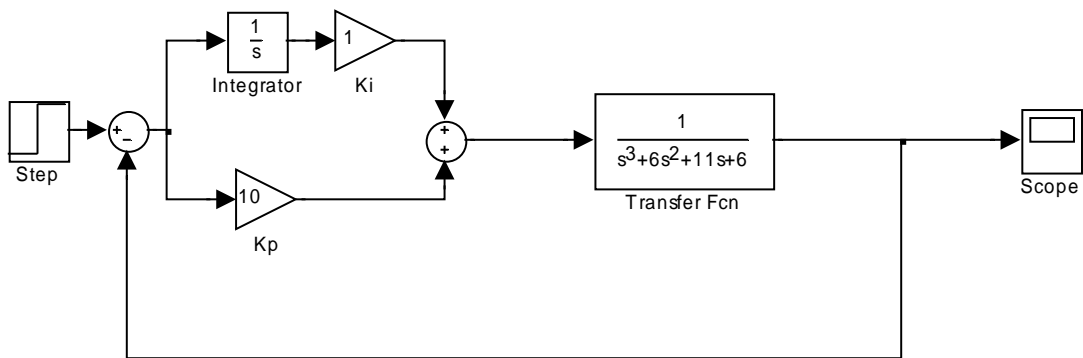 1
s
1
Integrator
Ki
+
−
Step
+
+
1
s³+6s²+11s+6
Transfer Fcn
Scope
10
Kp